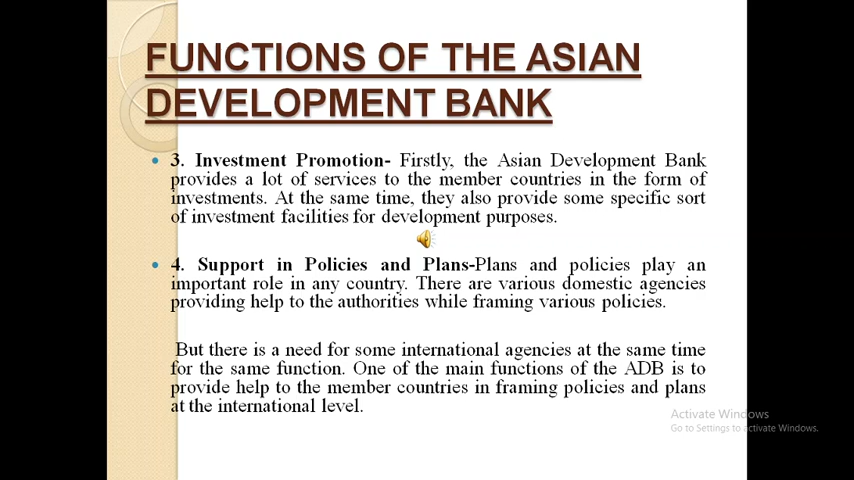 FUNCTIONS OF THE ASIAN
DEVELOPMENT BANK
3. Investment Promotion- Firstly, the Asian Development Bank
provides a lot of services to the member countries in the form of
investments. At the same time, they also provide some specific sort
of investment facilities for development purposes.
4. Support in Policies and Plans-Plans and policies play an
important role in any country. There are various domestic agencies
providing help to the authorities while framing various policies.
But there is a need for some international agencies at the same time
for the same function. One of the main functions of the ADB is to
provide help to the member countries in framing policies and plans
at the international level.
Activate Windows
Go to Settings to activate Windows.